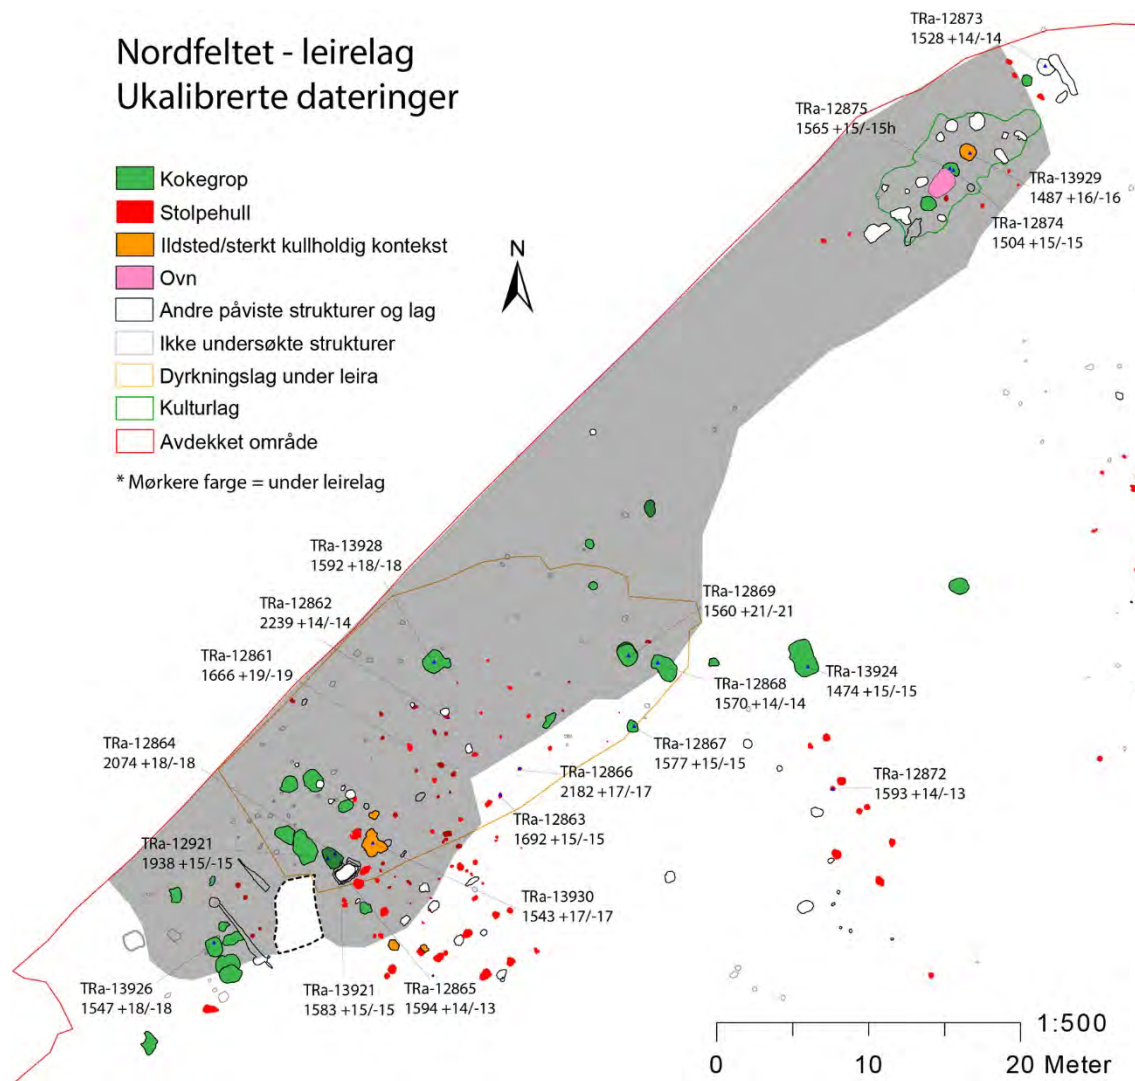 Nordfeltet - leirelag
Ukalibrerte dateringer
Kokegrop
Stolpehull
Ildsted/sterkt kullholdig kontekst
Ovn
Andre påviste strukturer og lag
Ikke undersøkte strukturer
Dyrkningslag under leira
Kulturlag
Avdekket område
* Mørkere farge = under leirelag
N
TRa-12873
1528 +14/-14
TRa-12875
1565 +15/-15h
TRa-13929
1487 +16/-16
TRa-12874
1504 +15/-15
TRa-13928
1592 +18/-18
TRa-12862
2239 +14/-14
TRa-12861
1666 +19/-19
TRa-12864
2074 +18/-18
TRa-12921
1938 +15/-15
TRa-12869
1560 +21/-21
TRa-12868
1570 +14/-14
TRa-13924
1474 +15/-15
TRa-12867
1577 +15/-15
TRa-12866
2182 +17/-17
TRa-12872
1593 +14/-13
TRa-12863
1692 +15/-15
TRa-13930
1543 +17/-17
TRa-13926
1547 +18/-18
TRa-13921
1583 +15/-15
TRa-12865
1594 +14/-13
1:500
0 10 20 Meter